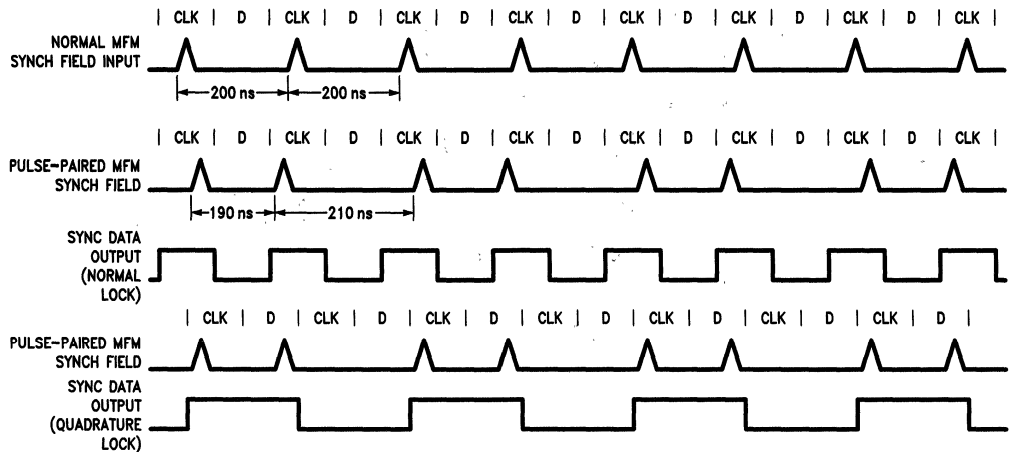 | CLK | D | CLK | D | CLK | D | CLK | D | CLK | D | CLK | D | CLK | D | CLK |
NORMAL MFM
SYNCH FIELD INPUT
200 ns 200 ns
| CLK | D | CLK | D | CLK | D | CLK | D | CLK | D | CLK | D | CLK | D | CLK |
PULSE-PAIRED MFM
SYNCH FIELD
190 ns 210 ns
SYNC DATA
OUTPUT
(NORMAL
LOCK)
| CLK | D | CLK | D | CLK | D | CLK | D | CLK | D | CLK | D | CLK | D |
PULSE-PAIRED MFM
SYNCH FIELD
SYNC DATA
OUTPUT
(QUADRATURE
LOCK)